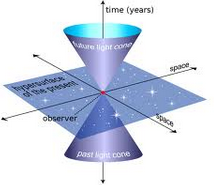 time (years)
future light cone
space
hypersurface
of the present
observer
space
past light cone